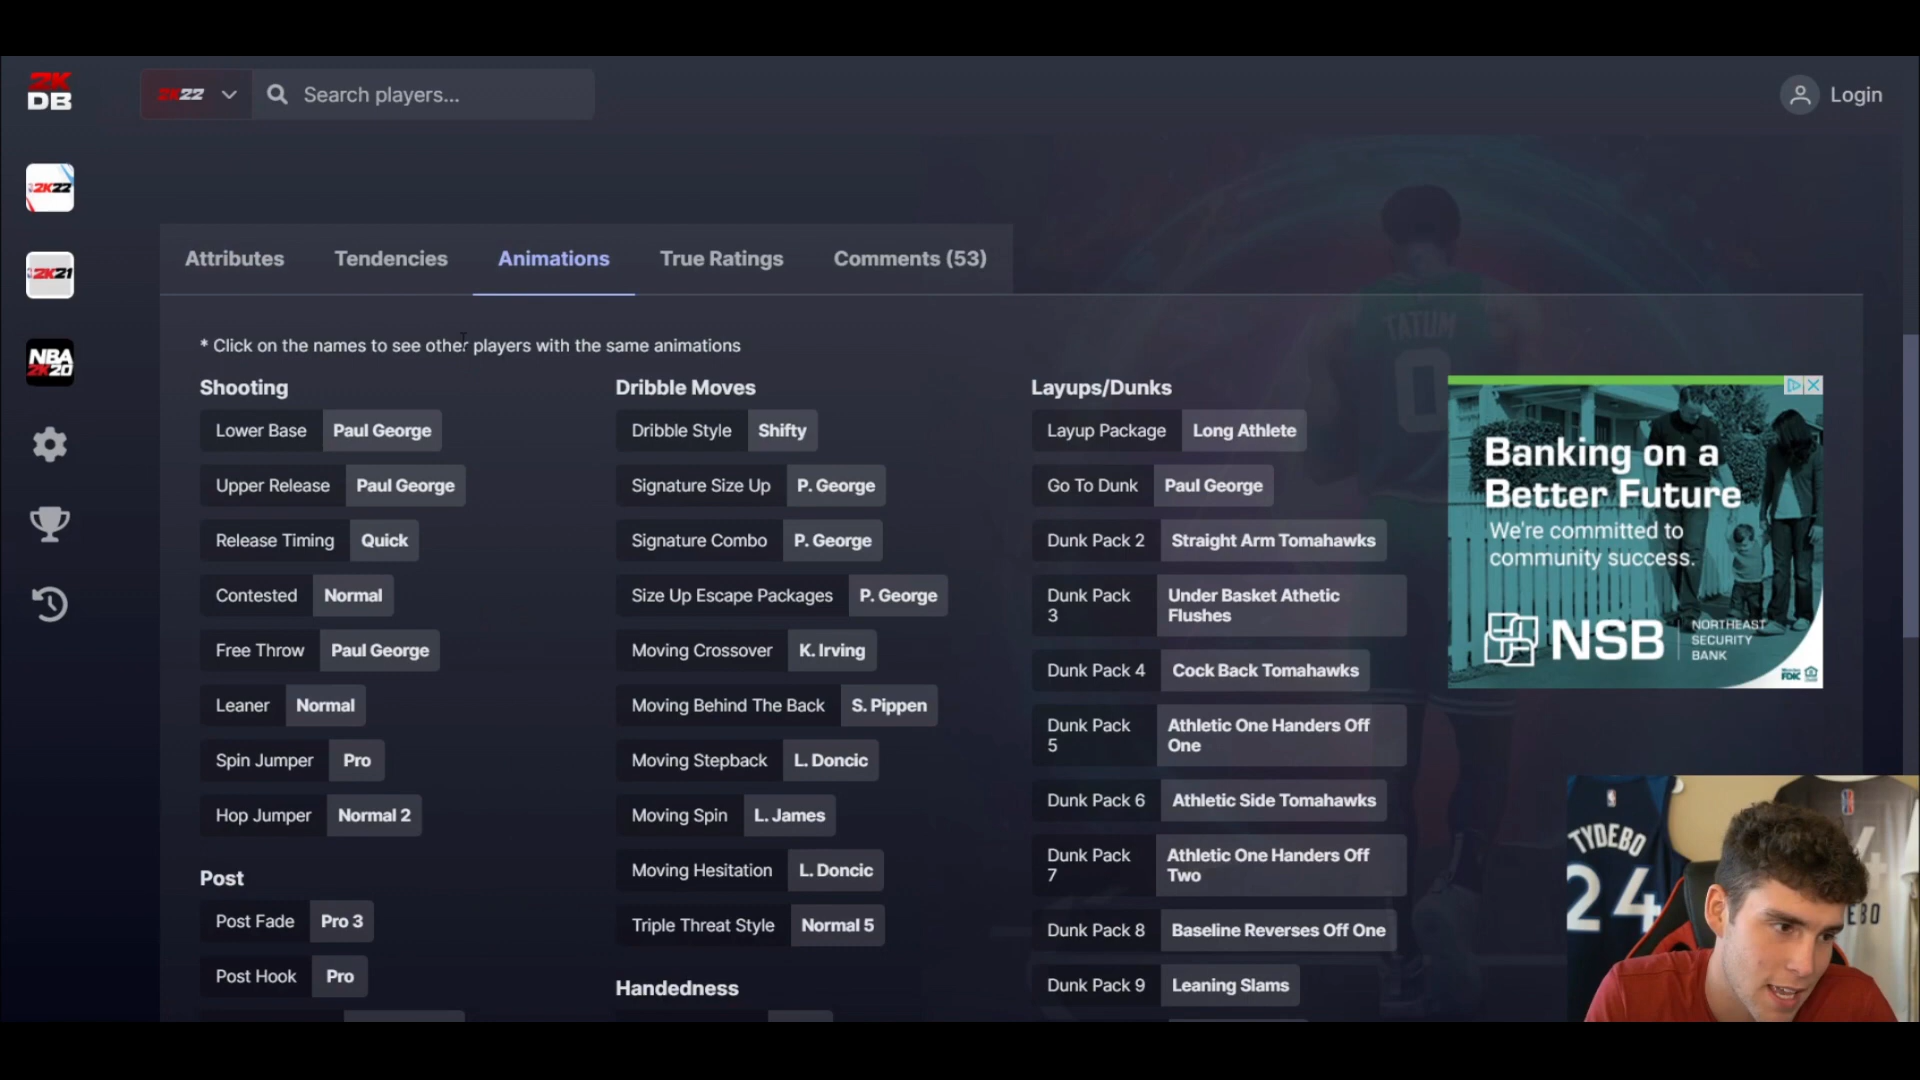 2K
DB
2K22
Search players...
Login
2K22
2K21
NBA
2K20
Attributes
Tendencies
Animations
True Ratings
Comments (53)
* Click on the names to see other players with the same animations
Shooting
Lower Base Paul George
Upper Release Paul George
Release Timing Quick
Contested Normal
Free Throw Paul George
Leaner Normal
Spin Jumper Pro
Hop Jumper Normal 2
Post
Post Fade Pro 3
Post Hook Pro
Dribble Moves
Dribble Style Shifty
Signature Size Up P. George
Signature Combo P. George
Size Up Escape Packages P. George
Moving Crossover K. Irving
Moving Behind The Back S. Pippen
Moving Stepback L. Doncic
Moving Spin L. James
Moving Hesitation L. Doncic
Triple Threat Style Normal 5
Handedness
Layups/Dunks
Layup Package Long Athlete
Go To Dunk Paul George
Dunk Pack 2 Straight Arm Tomahawks
Dunk Pack 3 Under Basket Athetic Flushes
Dunk Pack 4 Cock Back Tomahawks
Dunk Pack 5 Athletic One Handers Off One
Dunk Pack 6 Athletic Side Tomahawks
Dunk Pack 7 Athletic One Handers Off Two
Dunk Pack 8 Baseline Reverses Off One
Dunk Pack 9 Leaning Slams
TATUM
0
Banking on a
Better Future
We're committed to
community success.
NSB
NORTHEAST
SECURITY
BANK
FDIC
TYDEBO
24
4
EBO